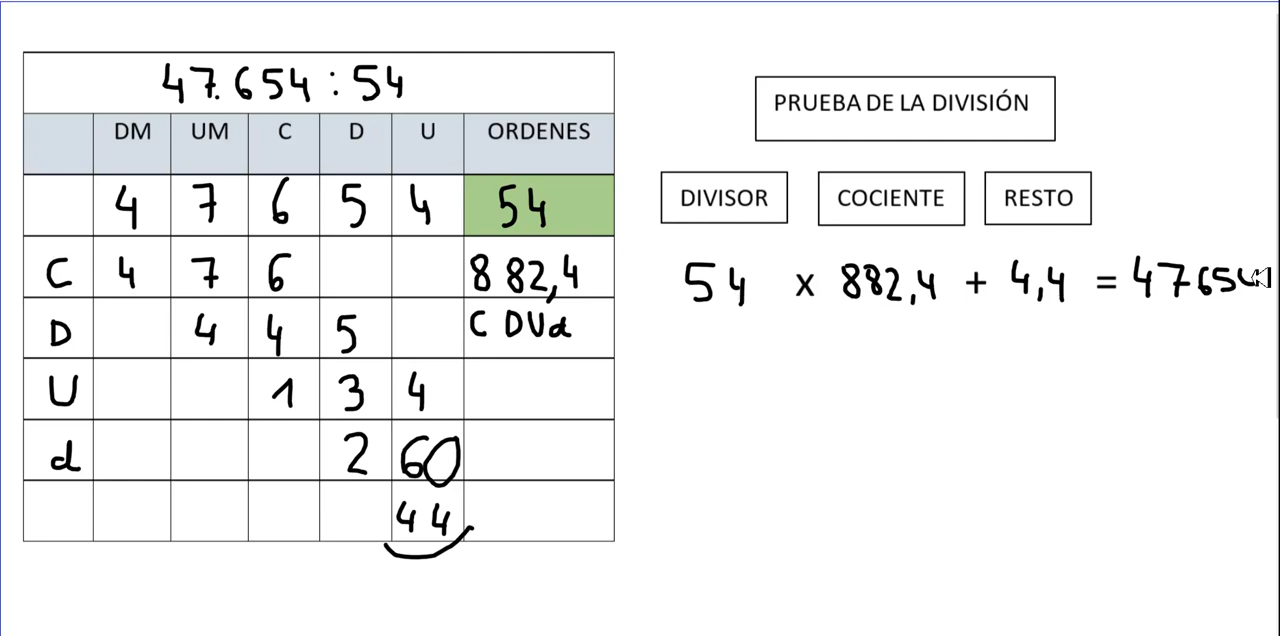 47.654 : 54
DM UM C D U ORDENES
4 7 6 5 4 54
C 4 7 6 882,4
D 4 4 5 C D U d
U 1 3 4
d 2 60
44
PRUEBA DE LA DIVISIÓN
DIVISOR COCIENTE RESTO
54 x 882,4 + 4,4 = 47654